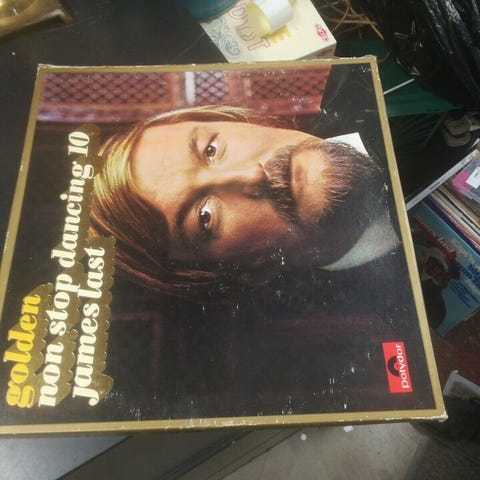 golden
non stop dancing 10
james last
polydor